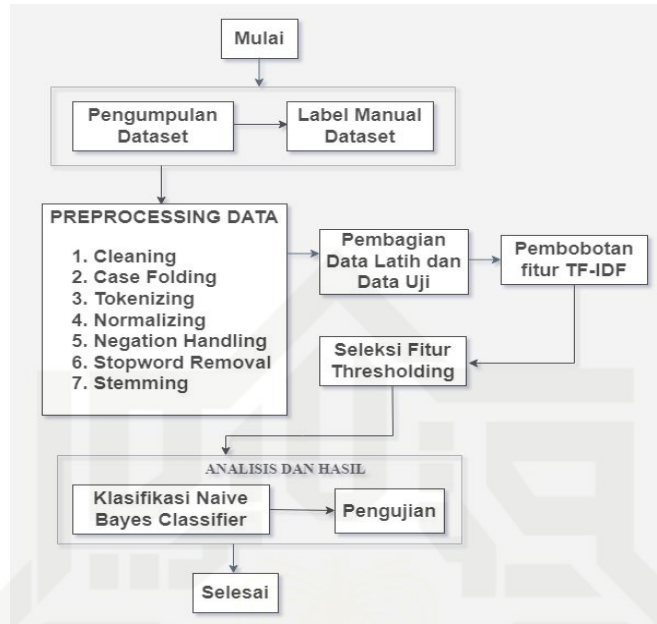 Mulai
Pengumpulan
Dataset
Label Manual
Dataset
PREPROCESSING DATA
1. Cleaning
2. Case Folding
3. Tokenizing
4. Normalizing
5. Negation Handling
6. Stopword Removal
7. Stemming
Pembagian
Data Latih dan
Data Uji
Pembobotan
fitur TF-IDF
Seleksi Fitur
Thresholding
ANALISIS DAN HASIL
Klasifikasi Naive
Bayes Classifier
Pengujian
Selesai